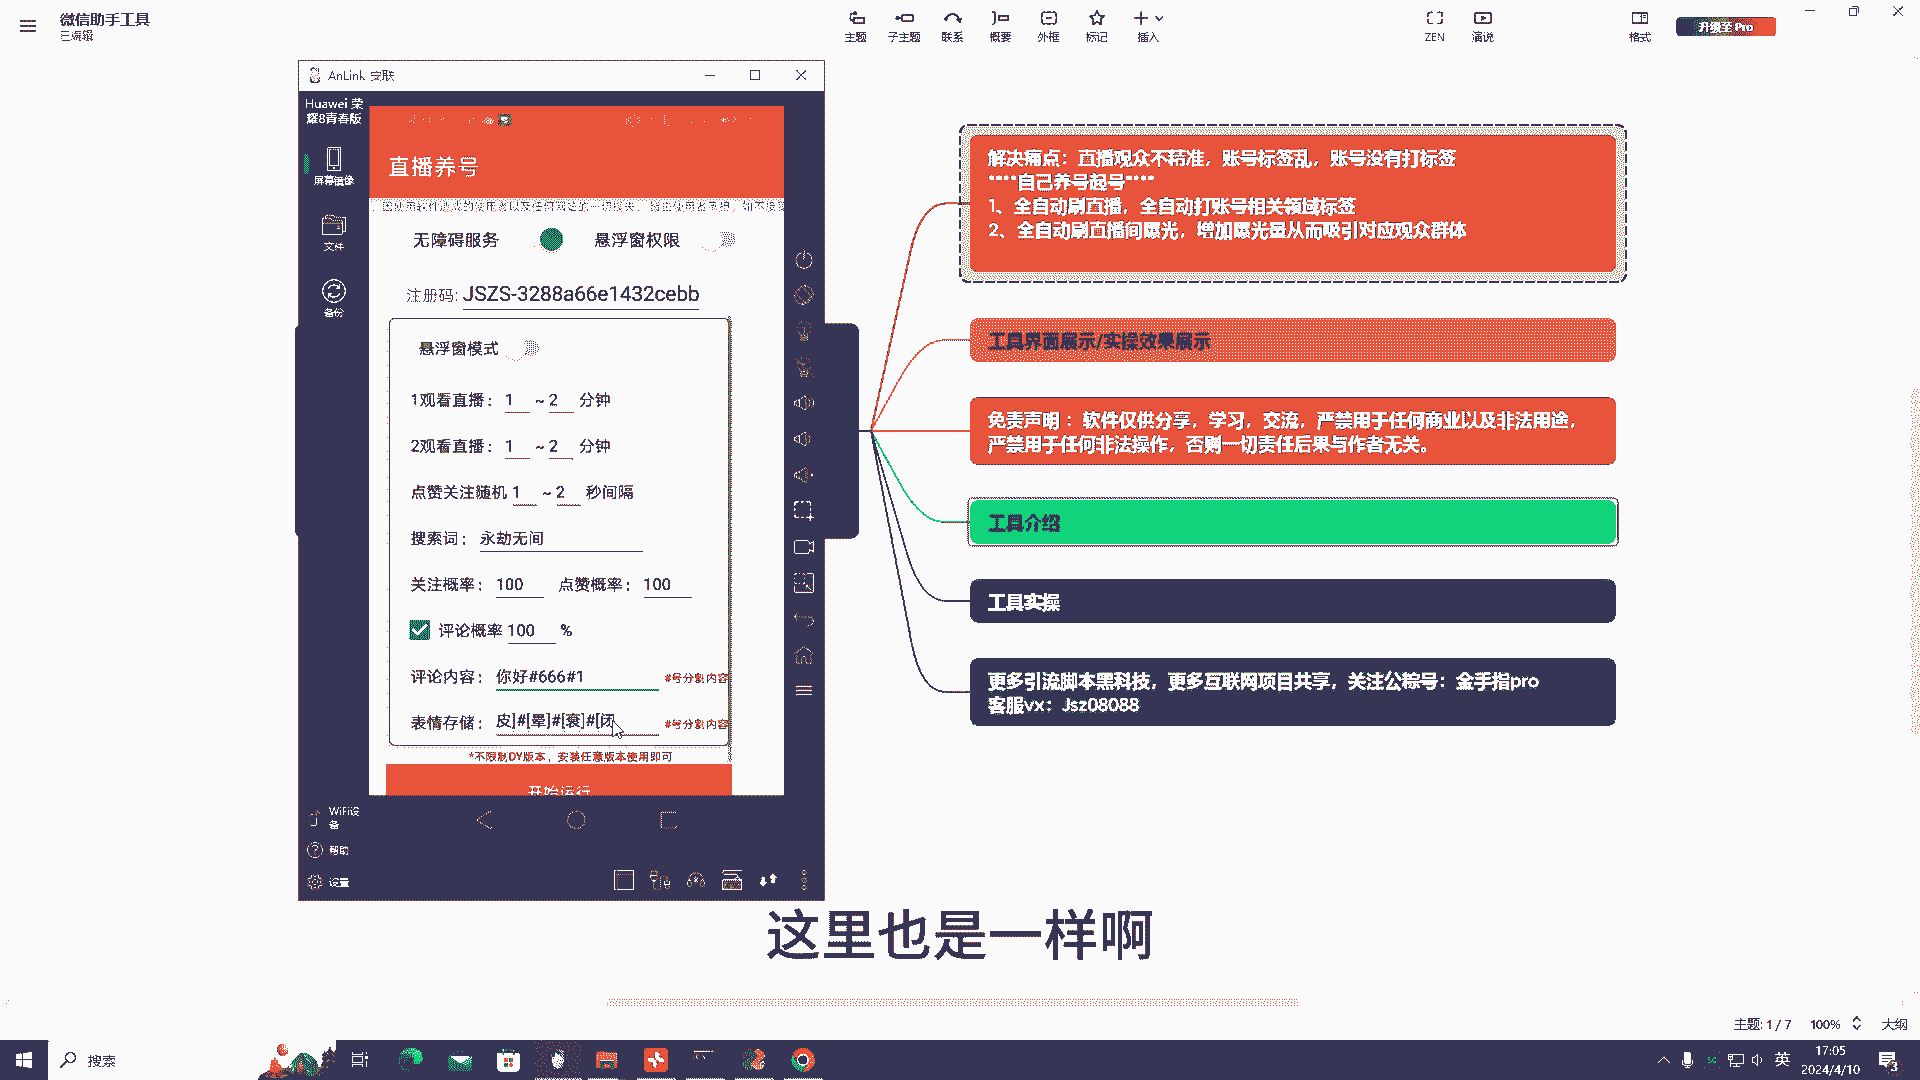 微信助手工具
已编辑
主题
子主题
联系
概要
外框
标记
插入
ZEN
演说
格式
升级至 Pro
AnLink 安联
Huawei 荣
耀8青春版
屏幕镜像
文件
备份
直播养号
无障碍服务
悬浮窗权限
注册码: JSZS-3288a66e1432cebb
悬浮窗模式
1观看直播： 1 ~ 2 分钟
2观看直播： 1 ~ 2 分钟
点赞关注随机 1 ~ 2 秒间隔
搜索词： 永劫无间
关注概率： 100 点赞概率： 100
评论概率 100 %
评论内容： 你好#666#1 #号分割内容
表情存储： 皮]#[晕]#[衰]#[闭 #号分割内容
*不限制DY版本，安装任意版本使用即可
开始运行
WiFi设
备
帮助
设置
解决痛点：直播观众不精准，账号标签乱，账号没有打标签
****自己养号起号****
1、全自动刷直播，全自动打账号相关领域标签
2、全自动刷直播间曝光，增加曝光量从而吸引对应观众群体
工具界面展示/实操效果展示
免责声明：软件仅供分享，学习，交流，严禁用于任何商业以及非法用途，
严禁用于任何非法操作，否则一切责任后果与作者无关。
工具介绍
工具实操
更多引流脚本黑科技，更多互联网项目共享，关注公粽号：金手指pro
客服vx：Jsz08088
这里也是一样啊
主题: 1 / 7
100%
大纲
搜索
英
17:05
2024/4/10
3